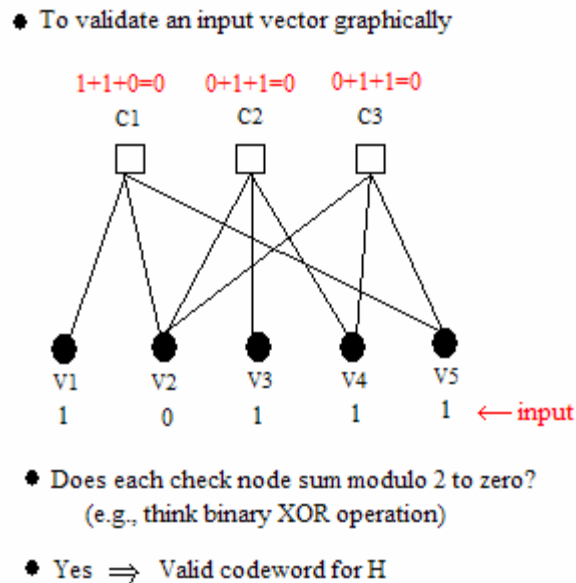 ● To validate an input vector graphically
1+1+0=0 0+1+1=0 0+1+1=0
C1 C2 C3
V1 V2 V3 V4 V5
1 0 1 1 1 ← input
● Does each check node sum modulo 2 to zero?
(e.g., think binary XOR operation)
● Yes ⇒ Valid codeword for H